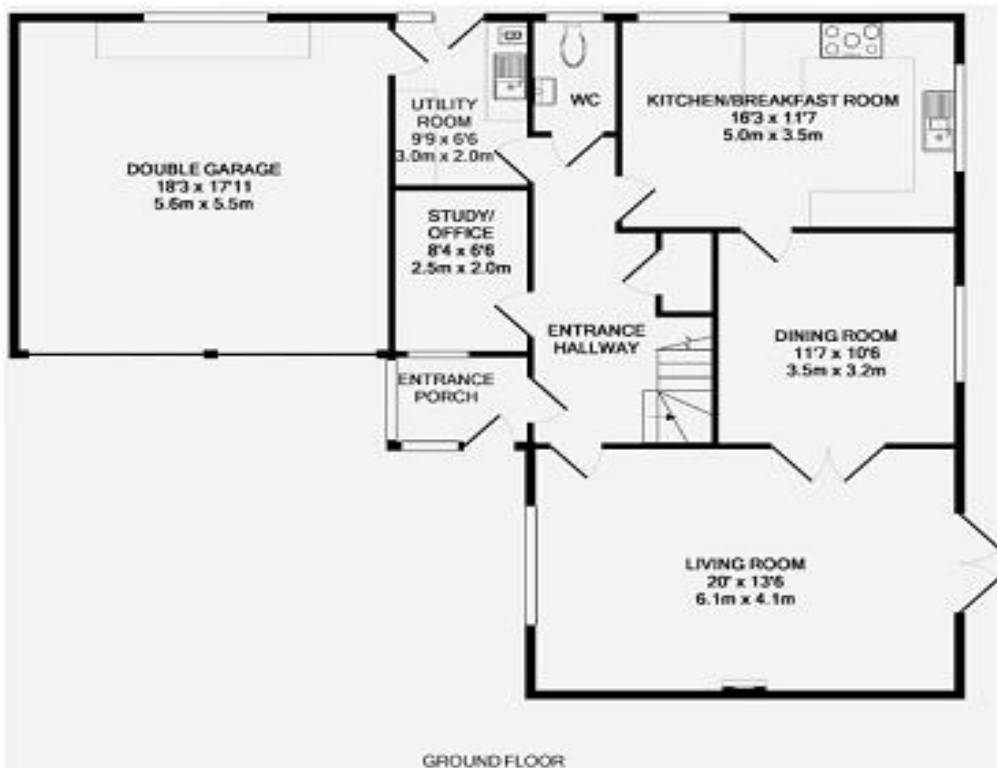 DOUBLE GARAGE
18'3 x 17'11
5.6m x 5.5m
UTILITY
ROOM
9'9 x 6'6
3.0m x 2.0m
WC
KITCHEN/BREAKFAST ROOM
16'3 x 11'7
5.0m x 3.5m
STUDY/
OFFICE
8'4 x 6'6
2.5m x 2.0m
ENTRANCE
HALLWAY
DINING ROOM
11'7 x 10'6
3.5m x 3.2m
ENTRANCE
PORCH
LIVING ROOM
20' x 13'6
6.1m x 4.1m
GROUND FLOOR